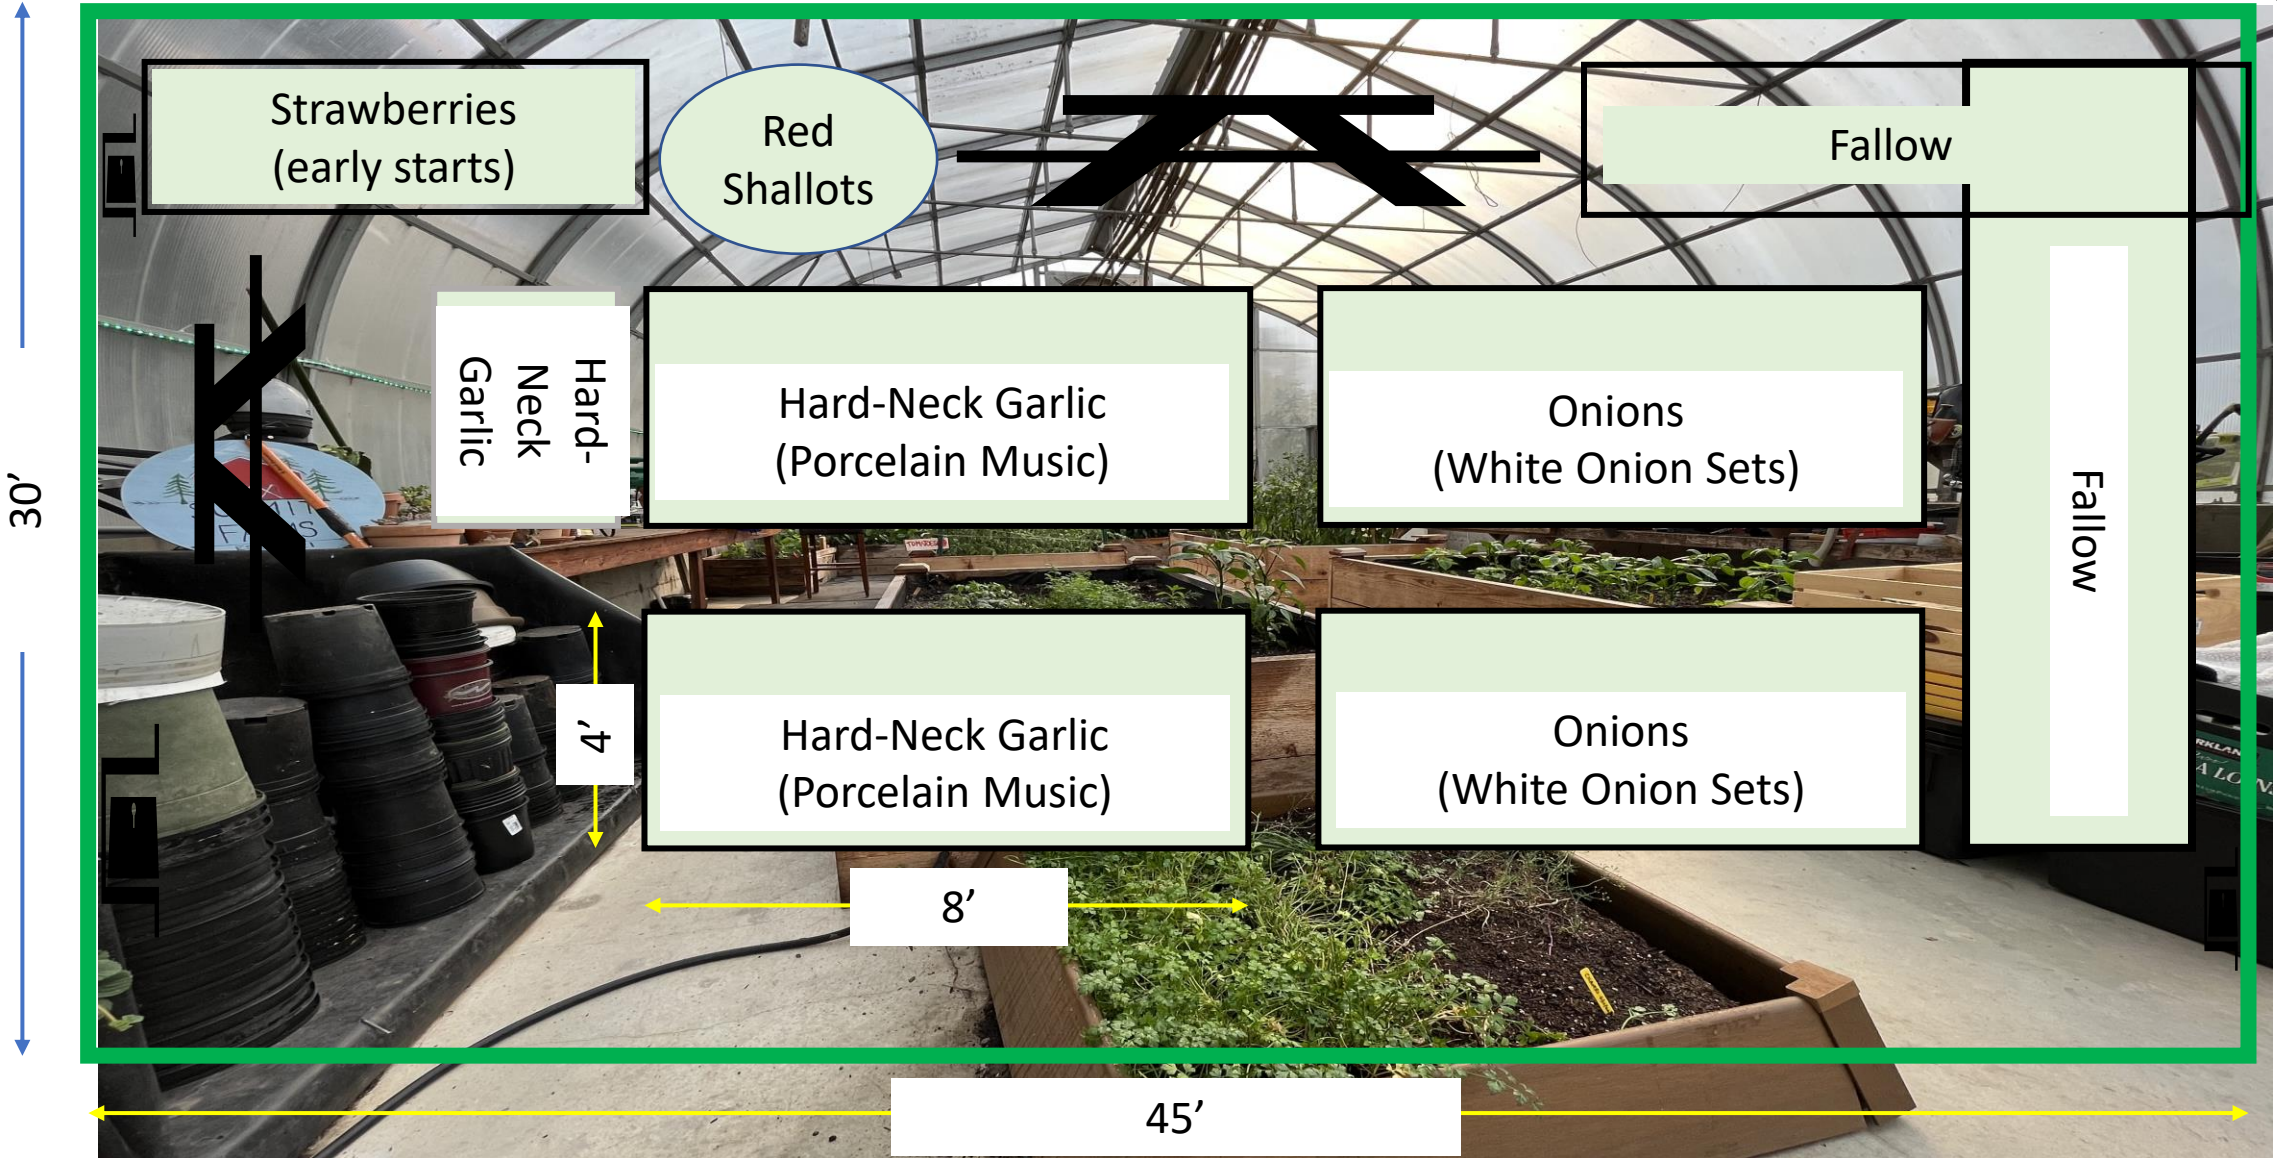 Strawberries
(early starts)
Red
Shallots
Fallow
30’
Hard-
Neck
Garlic
Hard-Neck Garlic
(Porcelain Music)
Onions
(White Onion Sets)
Fallow
4’
Hard-Neck Garlic
(Porcelain Music)
Onions
(White Onion Sets)
8’
45’